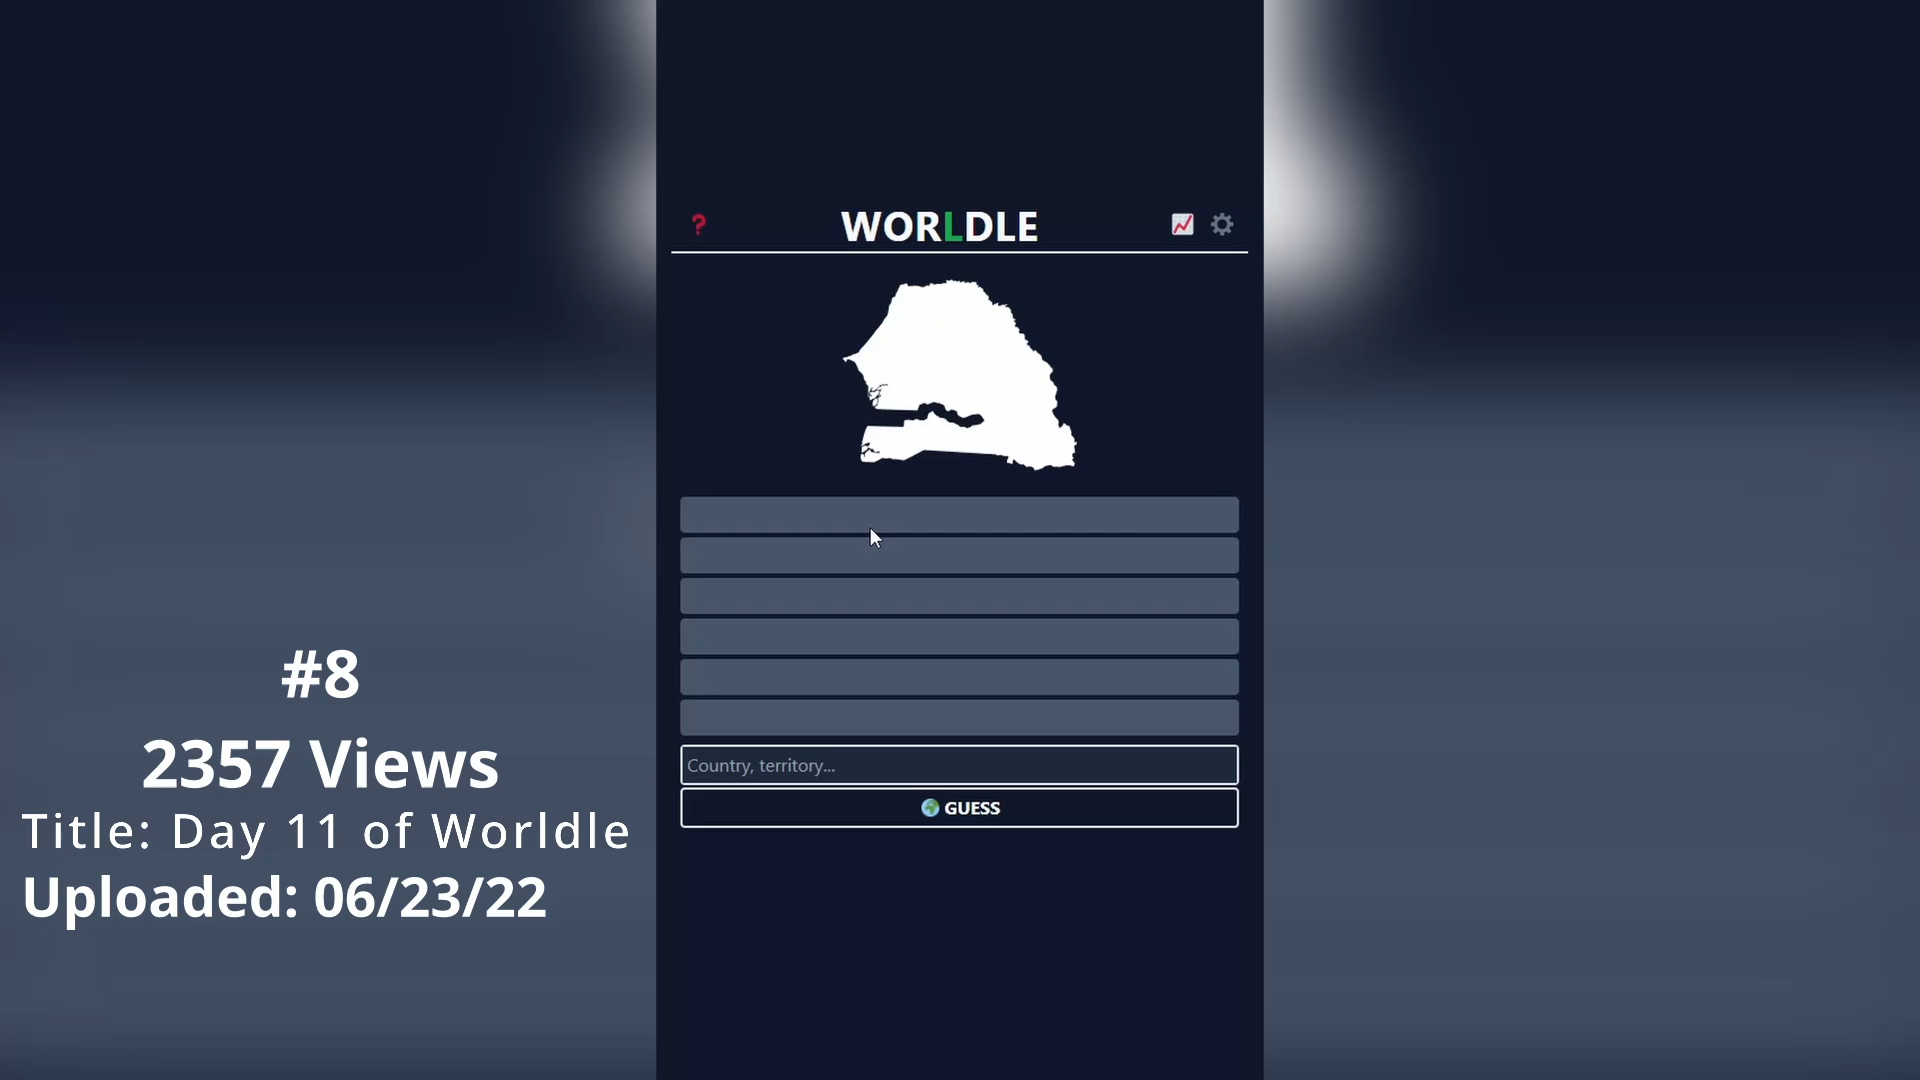 ?
WORLDLE
Country, territory...
GUESS
#8
2357 Views
Title: Day 11 of Worldle
Uploaded: 06/23/22